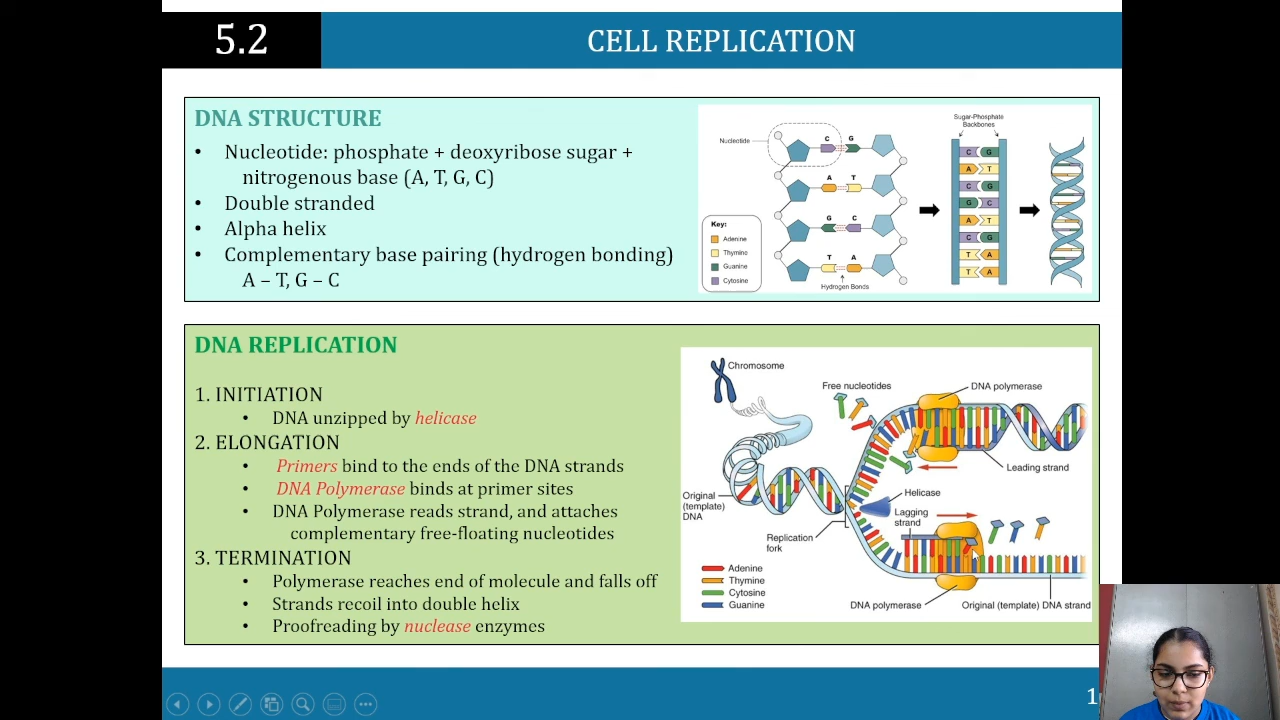 5.2
CELL REPLICATION
DNA STRUCTURE
• Nucleotide: phosphate + deoxyribose sugar +
nitrogenous base (A, T, G, C)
• Double stranded
• Alpha helix
• Complementary base pairing (hydrogen bonding)
A – T, G – C
Nucleotide
C G
A T
G C
T A
Hydrogen Bonds
Key:
Adenine
Thymine
Guanine
Cytosine
Sugar-Phosphate
Backbones
C G
A T
C G
G C
A T
C G
T A
T A
DNA REPLICATION
1. INITIATION
• DNA unzipped by helicase
2. ELONGATION
• Primers bind to the ends of the DNA strands
• DNA Polymerase binds at primer sites
• DNA Polymerase reads strand, and attaches
complementary free-floating nucleotides
3. TERMINATION
• Polymerase reaches end of molecule and falls off
• Strands recoil into double helix
• Proofreading by nuclease enzymes
Chromosome
Free nucleotides
DNA polymerase
Leading strand
Helicase
Lagging
strand
Original
(template)
DNA
Replication
fork
Adenine
Thymine
Cytosine
Guanine
DNA polymerase
Original (template) DNA strand